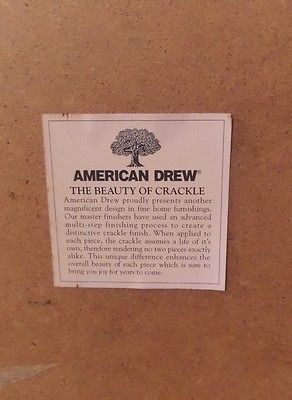 AMERICAN DREW®
THE BEAUTY OF CRACKLE
American Drew proudly presents another
magnificent design in fine home furnishings.
Our master finishers have used an advanced
multi-step finishing process to create a
distinctive crackle finish. When applied to
each piece, the crackle assumes a life of it's
own, therefore rendering no two pieces exactly
alike. This unique difference enhances the
overall beauty of each piece which is sure to
bring you joy for years to come.